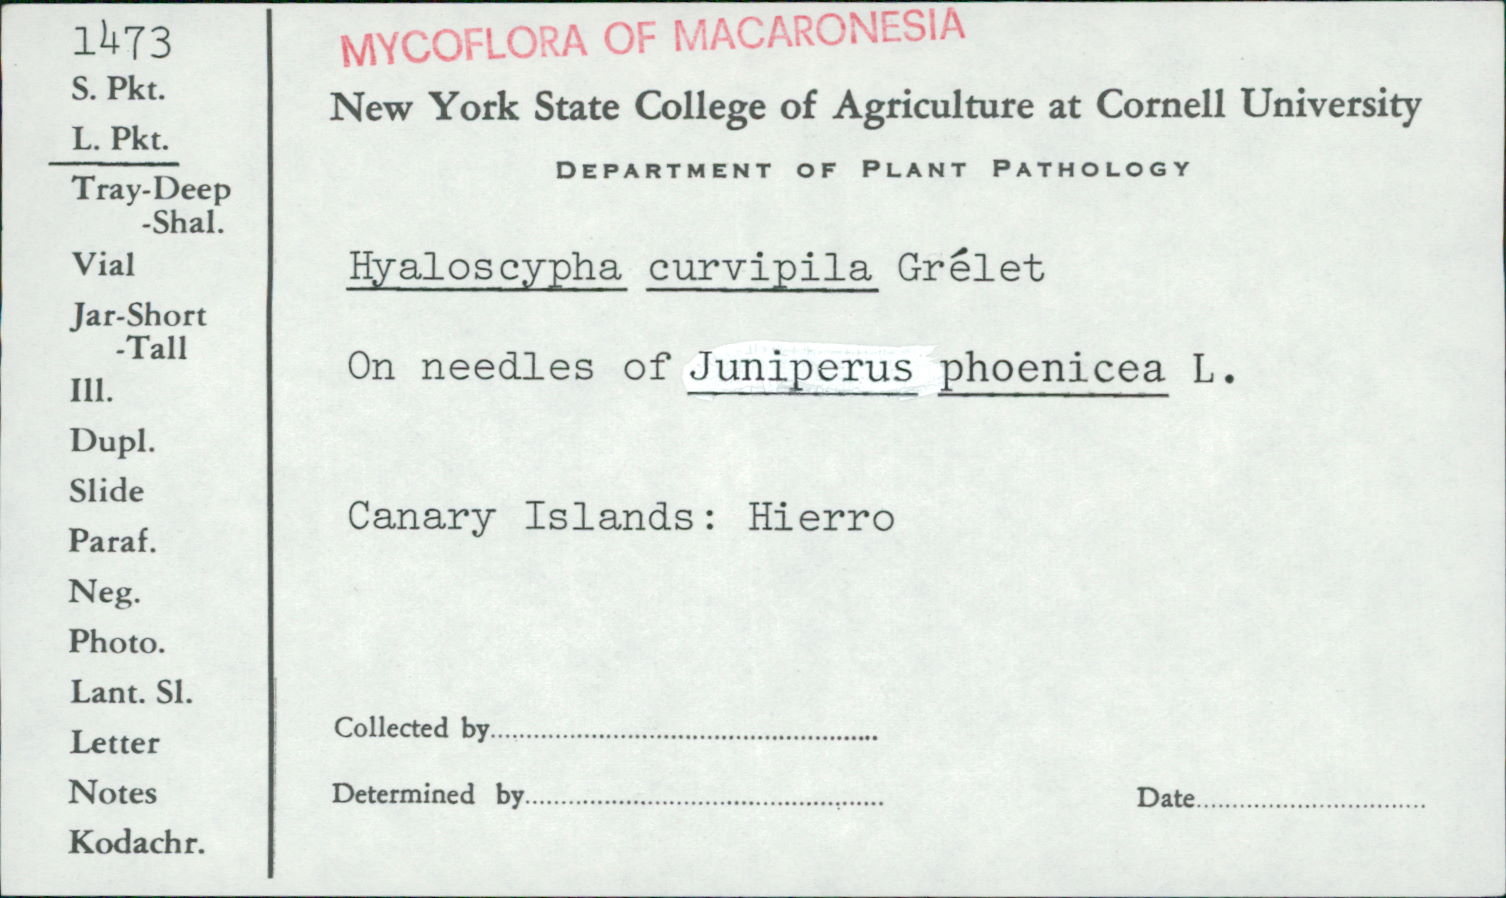 1473
S. Pkt.
L. Pkt.
Tray-Deep
-Shal.
Vial
Jar-Short
-Tall
Ill.
Dupl.
Slide
Paraf.
Neg.
Photo.
Lant. Sl.
Letter
Notes
Kodachr.
MYCOFLORA OF MACARONESIA
New York State College of Agriculture at Cornell University
DEPARTMENT OF PLANT PATHOLOGY
Hyaloscypha curvipila Grélet
On needles of Juniperus phoenicea L.
Canary Islands: Hierro
Collected by
Determined by
Date